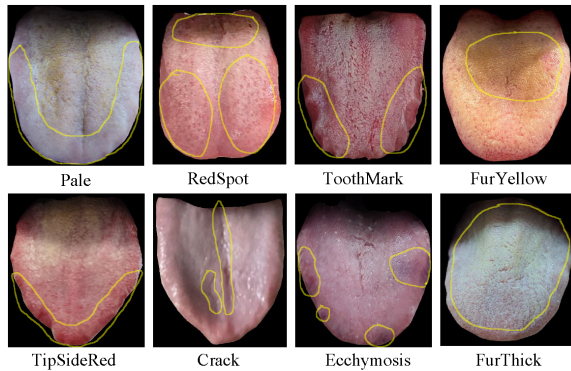 Pale
RedSpot
ToothMark
FurYellow
TipSideRed
Crack
Ecchymosis
FurThick